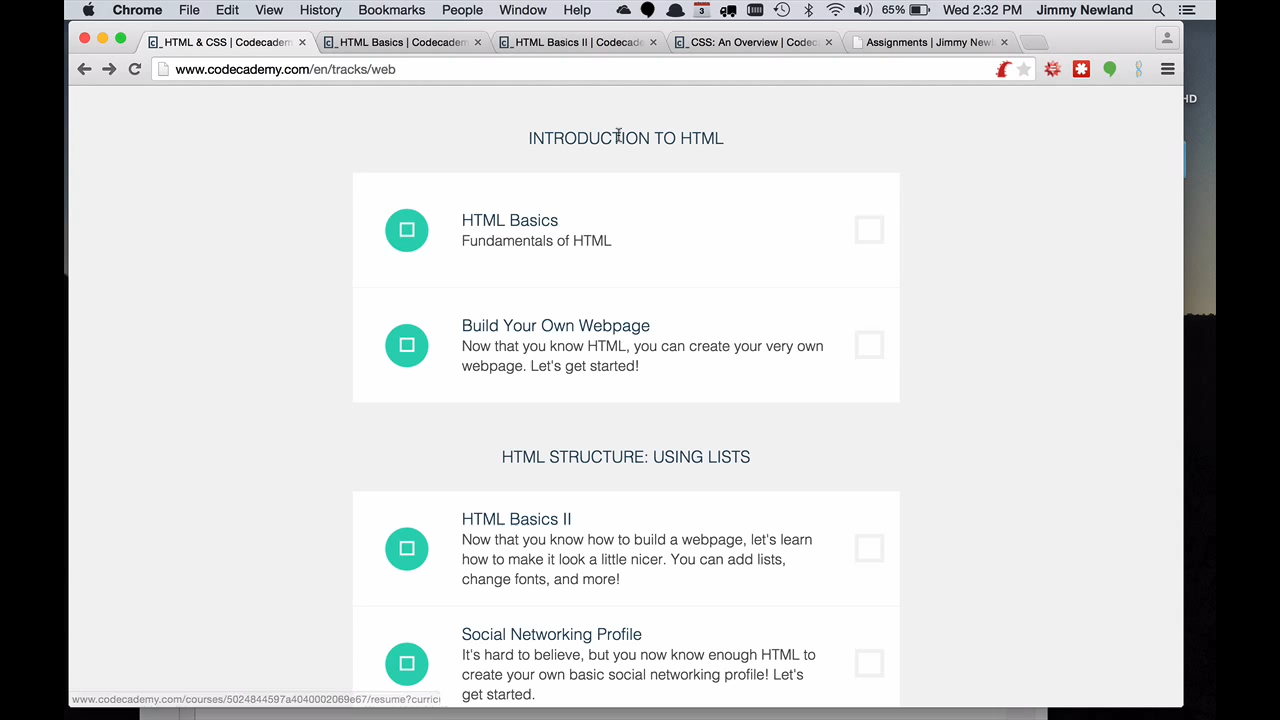 Chrome File Edit View History Bookmarks People Window Help 3 65% Wed 2:32 PM Jimmy Newland
HTML & CSS | Codecadem HTML Basics | Codecadem HTML Basics II | Codecade CSS: An Overview | Codec Assignments | Jimmy Newl
www.codecademy.com/en/tracks/web
HD
INTRODUCTION TO HTML
HTML Basics
Fundamentals of HTML
Build Your Own Webpage
Now that you know HTML, you can create your very own
webpage. Let's get started!
HTML STRUCTURE: USING LISTS
HTML Basics II
Now that you know how to build a webpage, let's learn
how to make it look a little nicer. You can add lists,
change fonts, and more!
Social Networking Profile
It's hard to believe, but you now know enough HTML to
create your own basic social networking profile! Let's
get started.
www.codecademy.com/courses/5024844597a4040002069e67/resume?curric